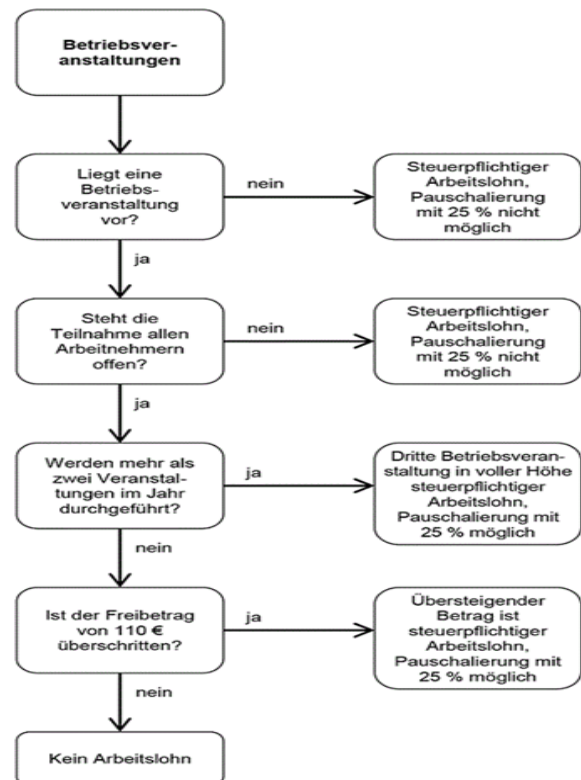 Betriebsver-
anstaltungen
Liegt eine
Betriebs-
veranstaltung
vor?
nein
Steuerpflichtiger
Arbeitslohn,
Pauschalierung
mit 25 % nicht
möglich
ja
Steht die
Teilnahme allen
Arbeitnehmern
offen?
nein
Steuerpflichtiger
Arbeitslohn,
Pauschalierung
mit 25 % nicht
möglich
ja
Werden mehr als
zwei Veranstal-
tungen im Jahr
durchgeführt?
ja
Dritte Betriebsveran-
staltung in voller Höhe
steuerpflichtiger
Arbeitslohn,
Pauschalierung mit
25 % möglich
nein
Ist der Freibetrag
von 110 €
überschritten?
ja
Übersteigender
Betrag ist
steuerpflichtiger
Arbeitslohn,
Pauschalierung mit
25 % möglich
nein
Kein Arbeitslohn